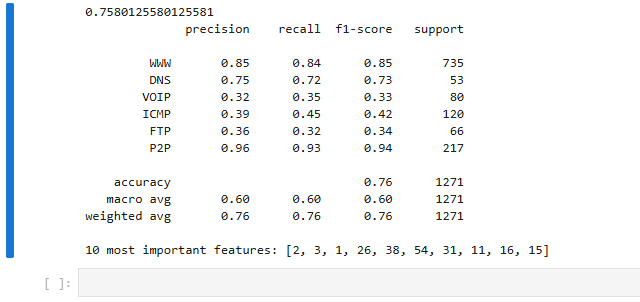 0.7580125580125581
precision recall f1-score support
WWW 0.85 0.84 0.85 735
DNS 0.75 0.72 0.73 53
VOIP 0.32 0.35 0.33 80
ICMP 0.39 0.45 0.42 120
FTP 0.36 0.32 0.34 66
P2P 0.96 0.93 0.94 217
accuracy 0.76 1271
macro avg 0.60 0.60 0.60 1271
weighted avg 0.76 0.76 0.76 1271
10 most important features: [2, 3, 1, 26, 38, 54, 31, 11, 16, 15]
[ ]: